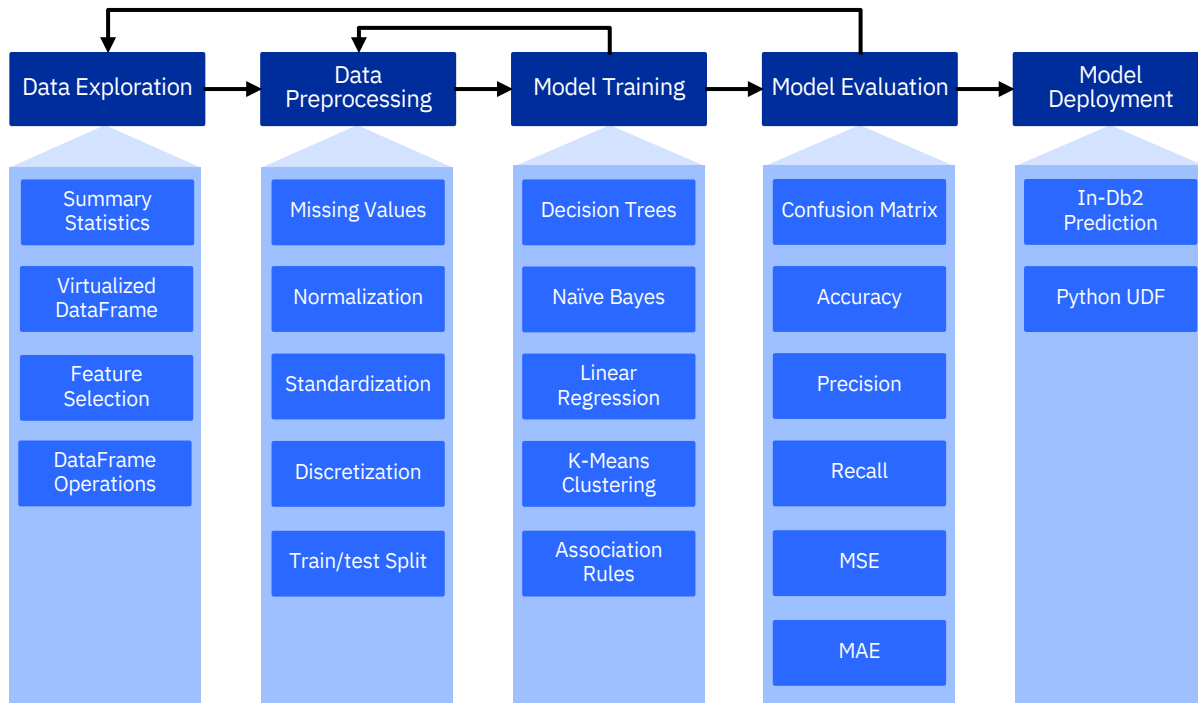 Data Exploration
Data
Preprocessing
Model Training
Model Evaluation
Model
Deployment
Summary
Statistics
Virtualized
DataFrame
Feature
Selection
DataFrame
Operations
Missing Values
Normalization
Standardization
Discretization
Train/test Split
Decision Trees
Naïve Bayes
Linear
Regression
K-Means
Clustering
Association
Rules
Confusion Matrix
Accuracy
Precision
Recall
MSE
MAE
In-Db2
Prediction
Python UDF